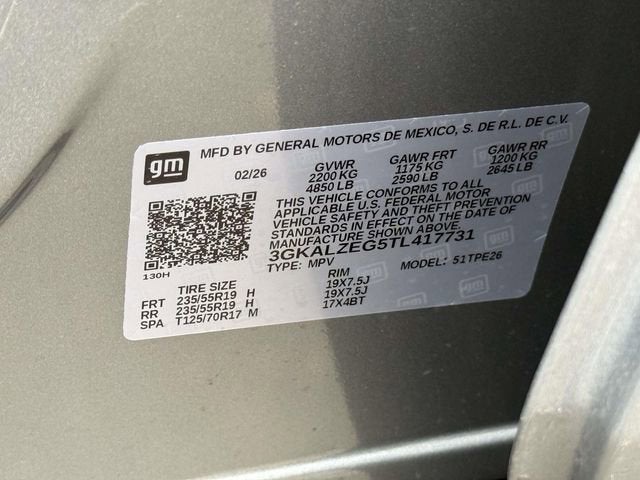 gm
MFD BY GENERAL MOTORS DE MEXICO, S. DE R.L. DE C.V.
02/26 GVWR GAWR FRT GAWR RR
2200 KG 1175 KG 1200 KG
4850 LB 2590 LB 2645 LB
THIS VEHICLE CONFORMS TO ALL
APPLICABLE U.S. FEDERAL MOTOR
VEHICLE SAFETY AND THEFT PREVENTION
STANDARDS IN EFFECT ON THE DATE OF
MANUFACTURE SHOWN ABOVE.
3GKALZEG5TL417731
TYPE: MPV MODEL: 51TPE26
130H
TIRE SIZE RIM
FRT 235/55R19 H 19X7.5J
RR 235/55R19 H 19X7.5J
SPA T125/70R17 M 17X4BT